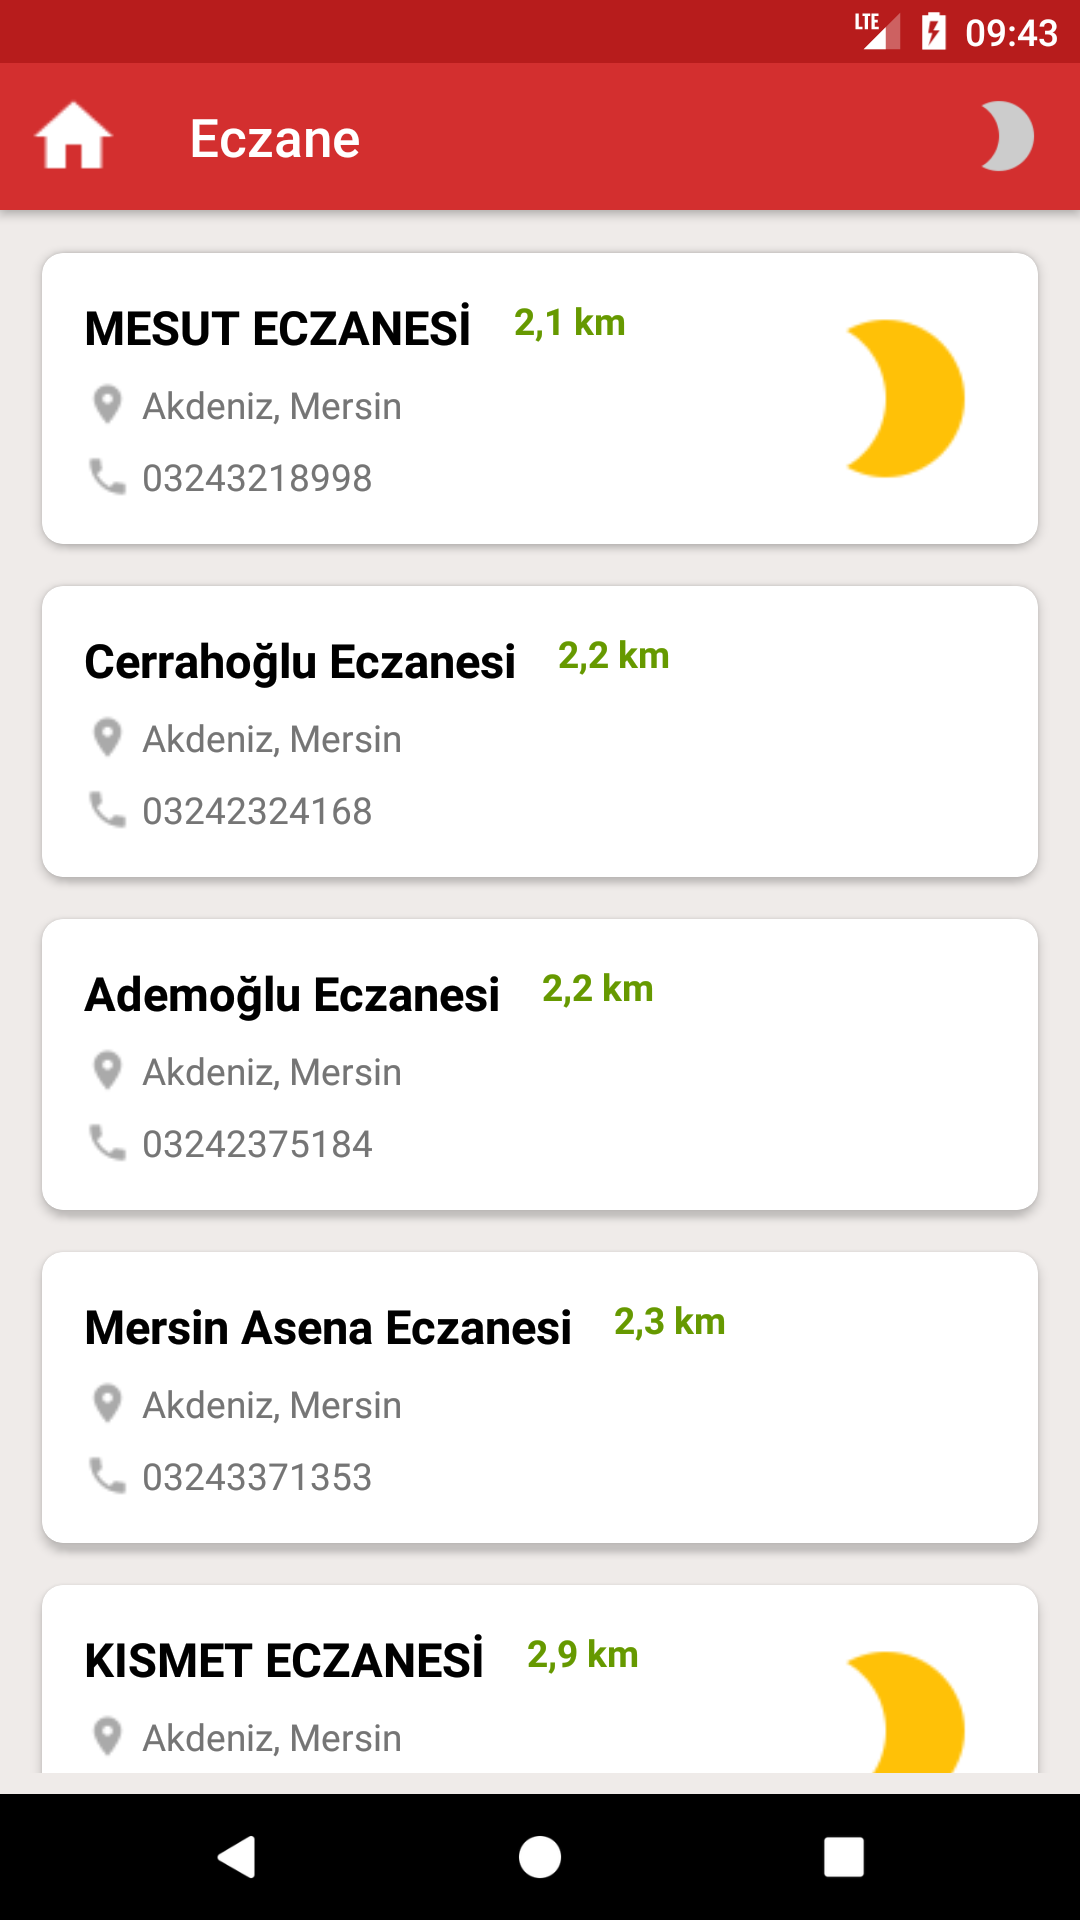 LTE 09:43
Eczane
MESUT ECZANESİ 2,1 km
Akdeniz, Mersin
03243218998
Cerrahoğlu Eczanesi 2,2 km
Akdeniz, Mersin
03242324168
Ademoğlu Eczanesi 2,2 km
Akdeniz, Mersin
03242375184
Mersin Asena Eczanesi 2,3 km
Akdeniz, Mersin
03243371353
KISMET ECZANESİ 2,9 km
Akdeniz, Mersin